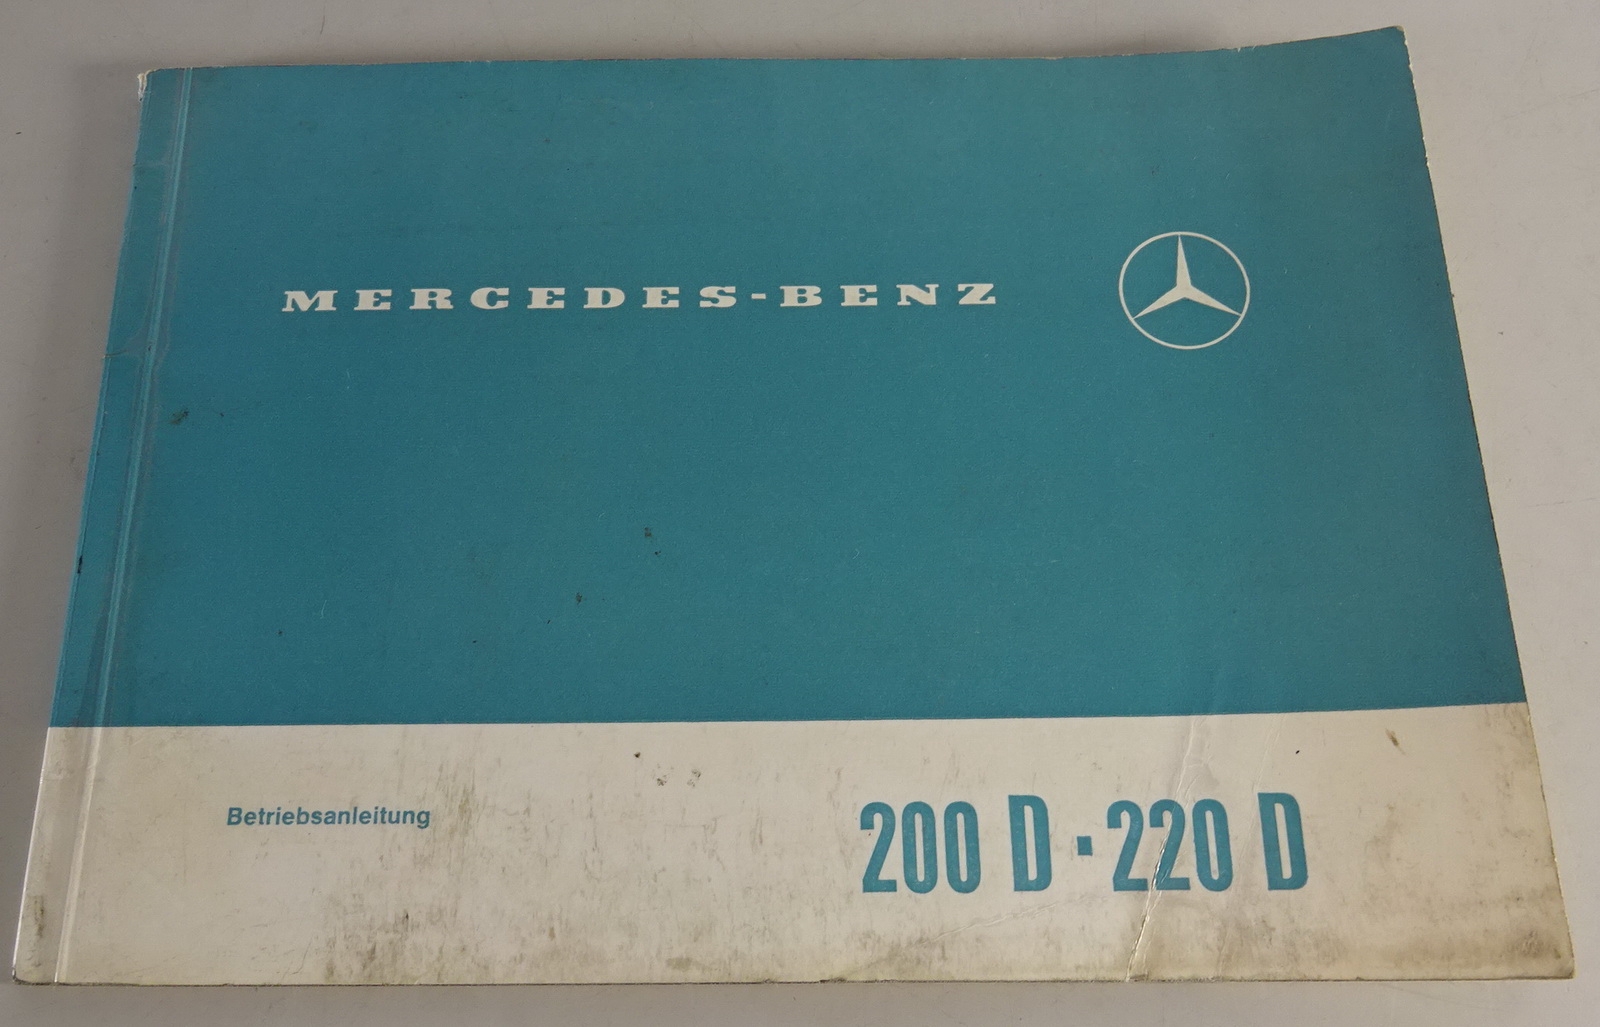 MERCEDES-BENZ
Betriebsanleitung
200 D · 220 D